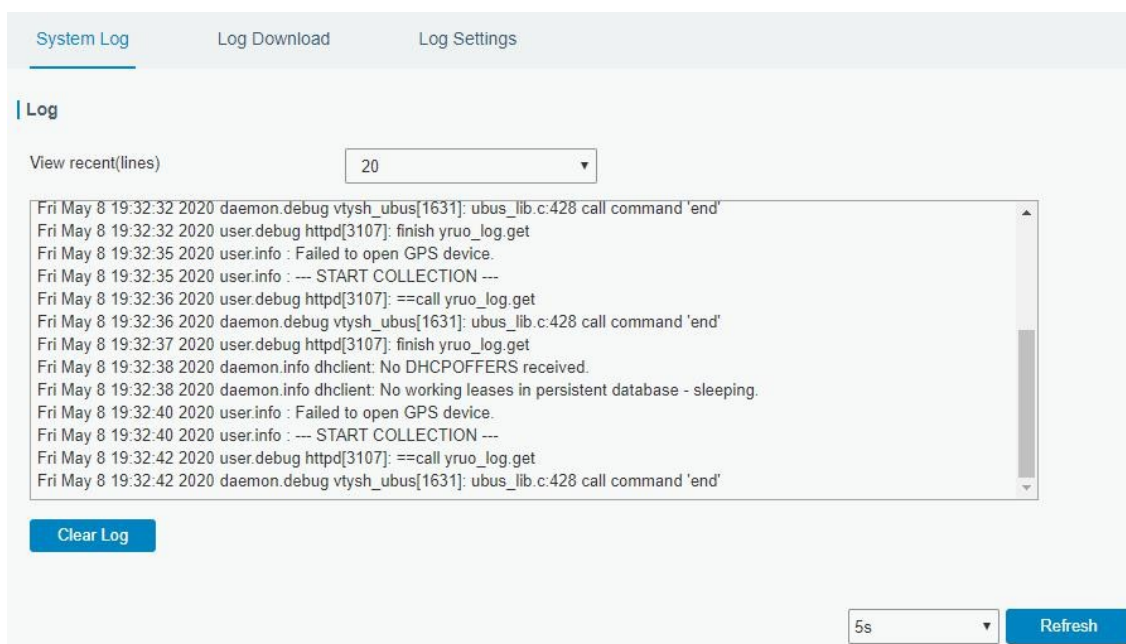 System Log Log Download Log Settings
Log
View recent(lines) 20
Fri May 8 19:32:32 2020 daemon.debug vtysh_ubus[1631]: ubus_lib.c:428 call command 'end'
Fri May 8 19:32:32 2020 user.debug httpd[3107]: finish yruo_log.get
Fri May 8 19:32:35 2020 user.info : Failed to open GPS device.
Fri May 8 19:32:35 2020 user.info : --- START COLLECTION ---
Fri May 8 19:32:36 2020 user.debug httpd[3107]: ==call yruo_log.get
Fri May 8 19:32:36 2020 daemon.debug vtysh_ubus[1631]: ubus_lib.c:428 call command 'end'
Fri May 8 19:32:37 2020 user.debug httpd[3107]: finish yruo_log.get
Fri May 8 19:32:38 2020 daemon.info dhclient: No DHCPOFFERS received.
Fri May 8 19:32:38 2020 daemon.info dhclient: No working leases in persistent database - sleeping.
Fri May 8 19:32:40 2020 user.info : Failed to open GPS device.
Fri May 8 19:32:40 2020 user.info : --- START COLLECTION ---
Fri May 8 19:32:42 2020 user.debug httpd[3107]: ==call yruo_log.get
Fri May 8 19:32:42 2020 daemon.debug vtysh_ubus[1631]: ubus_lib.c:428 call command 'end'
Clear Log
5s Refresh